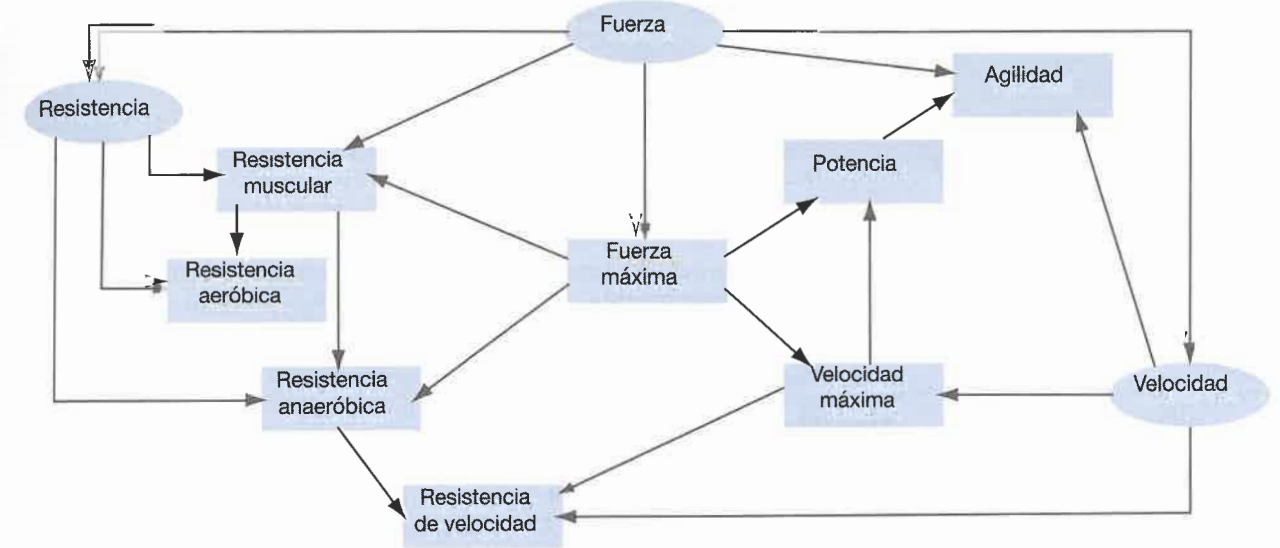 Fuerza
Agilidad
Resistencia
Resistencia
muscular
Potencia
Fuerza
máxima
Resistencia
aeróbica
Resistencia
anaeróbica
Velocidad
máxima
Velocidad
Resistencia
de velocidad